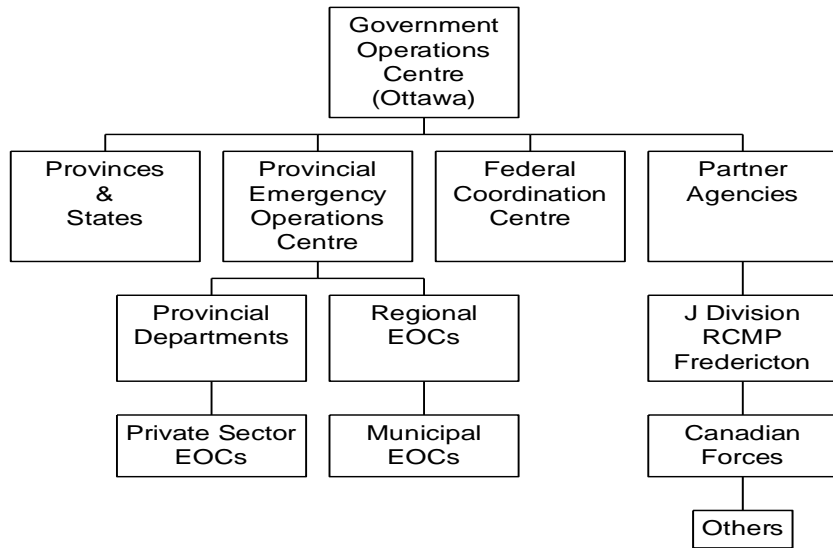 Government
Operations
Centre
(Ottawa)
Provinces
&
States
Provincial
Emergency
Operations
Centre
Federal
Coordination
Centre
Partner
Agencies
Provincial
Departments
Regional
EOCs
J Division
RCMP
Fredericton
Private Sector
EOCs
Municipal
EOCs
Canadian
Forces
Others